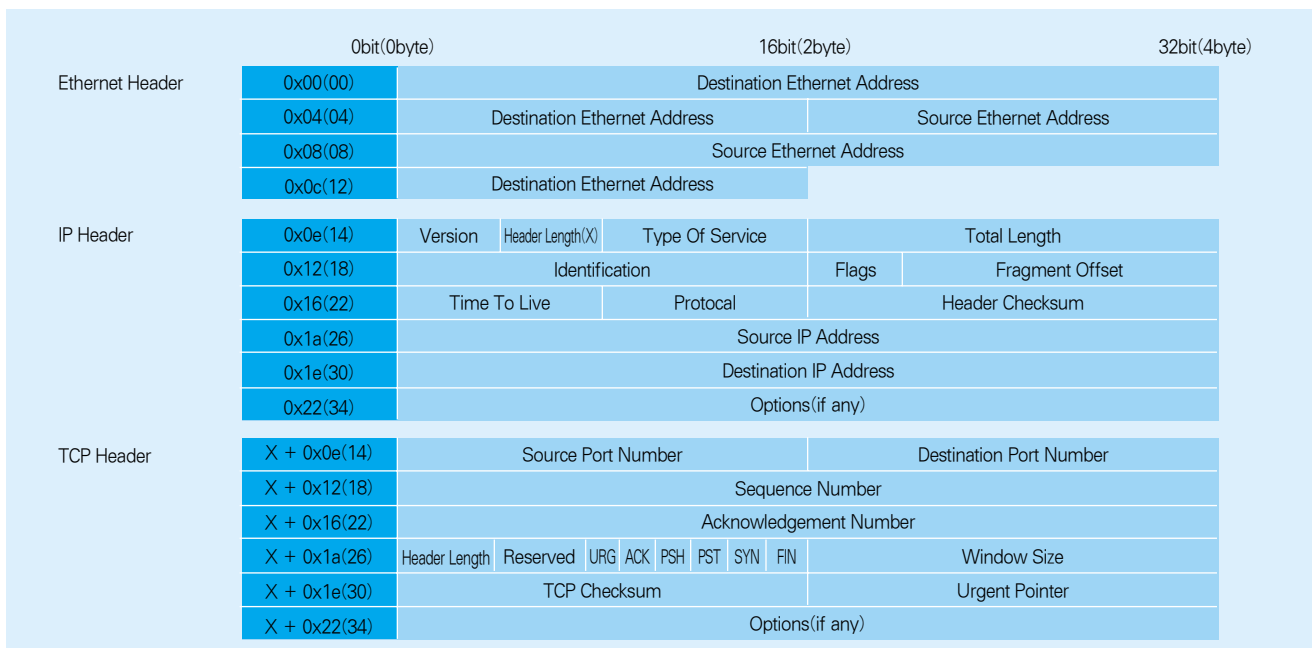 0bit(0byte) 16bit(2byte) 32bit(4byte)
Ethernet Header 0x00(00) Destination Ethernet Address
0x04(04) Destination Ethernet Address Source Ethernet Address
0x08(08) Source Ethernet Address
0x0c(12) Destination Ethernet Address
IP Header 0x0e(14) Version Header Length(X) Type Of Service Total Length
0x12(18) Identification Flags Fragment Offset
0x16(22) Time To Live Protocal Header Checksum
0x1a(26) Source IP Address
0x1e(30) Destination IP Address
0x22(34) Options(if any)
TCP Header X + 0x0e(14) Source Port Number Destination Port Number
X + 0x12(18) Sequence Number
X + 0x16(22) Acknowledgement Number
X + 0x1a(26) Header Length Reserved URG ACK PSH PST SYN FIN Window Size
X + 0x1e(30) TCP Checksum Urgent Pointer
X + 0x22(34) Options(if any)